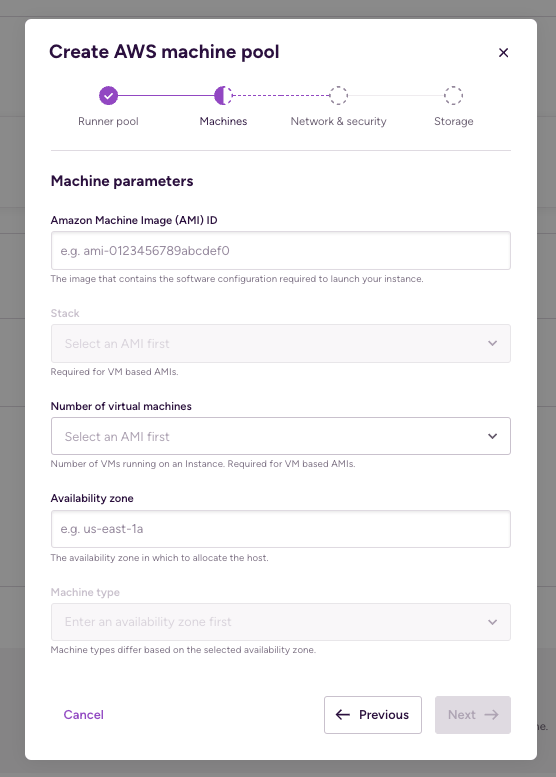 Create AWS machine pool
Runner pool
Machines
Network & security
Storage
Machine parameters
Amazon Machine Image (AMI) ID
e.g. ami-0123456789abcdef0
The image that contains the software configuration required to launch your instance.
Stack
Select an AMI first
Required for VM based AMIs.
Number of virtual machines
Select an AMI first
Number of VMs running on an Instance. Required for VM based AMIs.
Availability zone
e.g. us-east-1a
The availability zone in which to allocate the host.
Machine type
Enter an availability zone first
Machine types differ based on the selected availability zone.
Cancel
Previous
Next